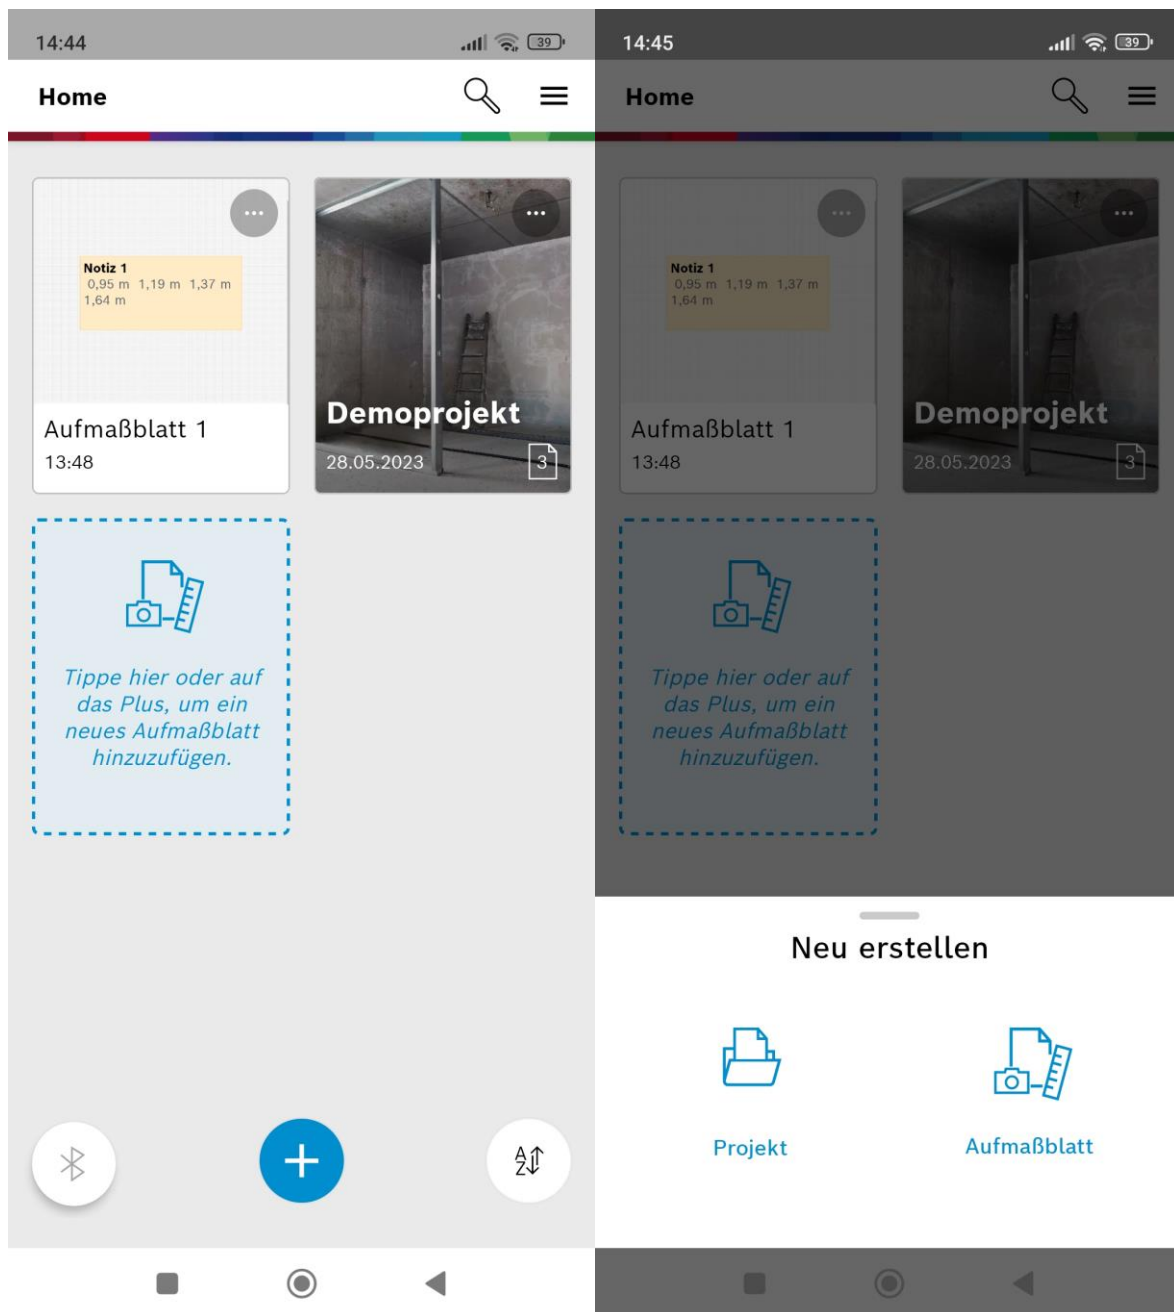 14:44
39
Home
Notiz 1
0,95 m 1,19 m 1,37 m
1,64 m
Aufmaßblatt 1
13:48
Demoprojekt
28.05.2023
3
Tippe hier oder auf
das Plus, um ein
neues Aufmaßblatt
hinzuzufügen.
A
Z
14:45
39
Home
Notiz 1
0,95 m 1,19 m 1,37 m
1,64 m
Aufmaßblatt 1
13:48
Demoprojekt
28.05.2023
3
Tippe hier oder auf
das Plus, um ein
neues Aufmaßblatt
hinzuzufügen.
Neu erstellen
Projekt
Aufmaßblatt